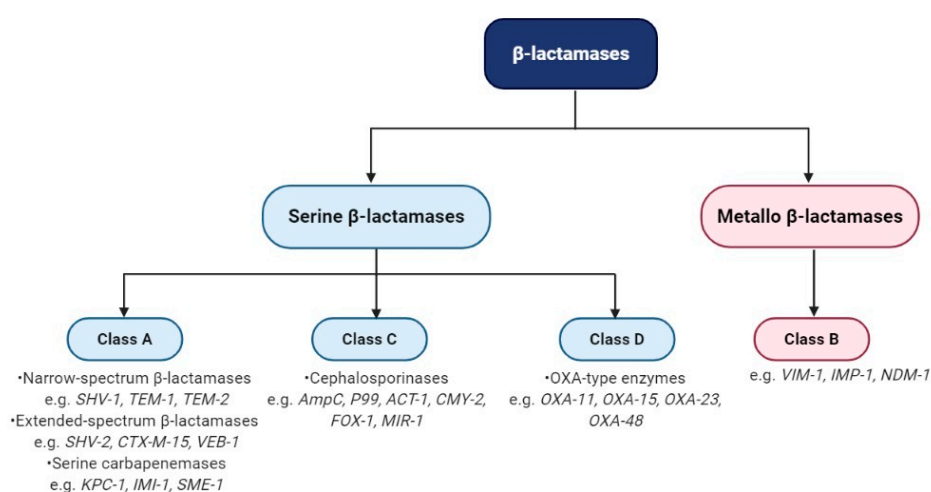 β-lactamases
Serine β-lactamases
Metallo β-lactamases
Class A
•Narrow-spectrum β-lactamases
e.g. SHV-1, TEM-1, TEM-2
•Extended-spectrum β-lactamases
e.g. SHV-2, CTX-M-15, VEB-1
•Serine carbapenemases
e.g. KPC-1, IMI-1, SME-1
Class C
•Cephalosporinases
e.g. AmpC, P99, ACT-1, CMY-2,
FOX-1, MIR-1
Class D
•OXA-type enzymes
e.g. OXA-11, OXA-15, OXA-23,
OXA-48
Class B
e.g. VIM-1, IMP-1, NDM-1